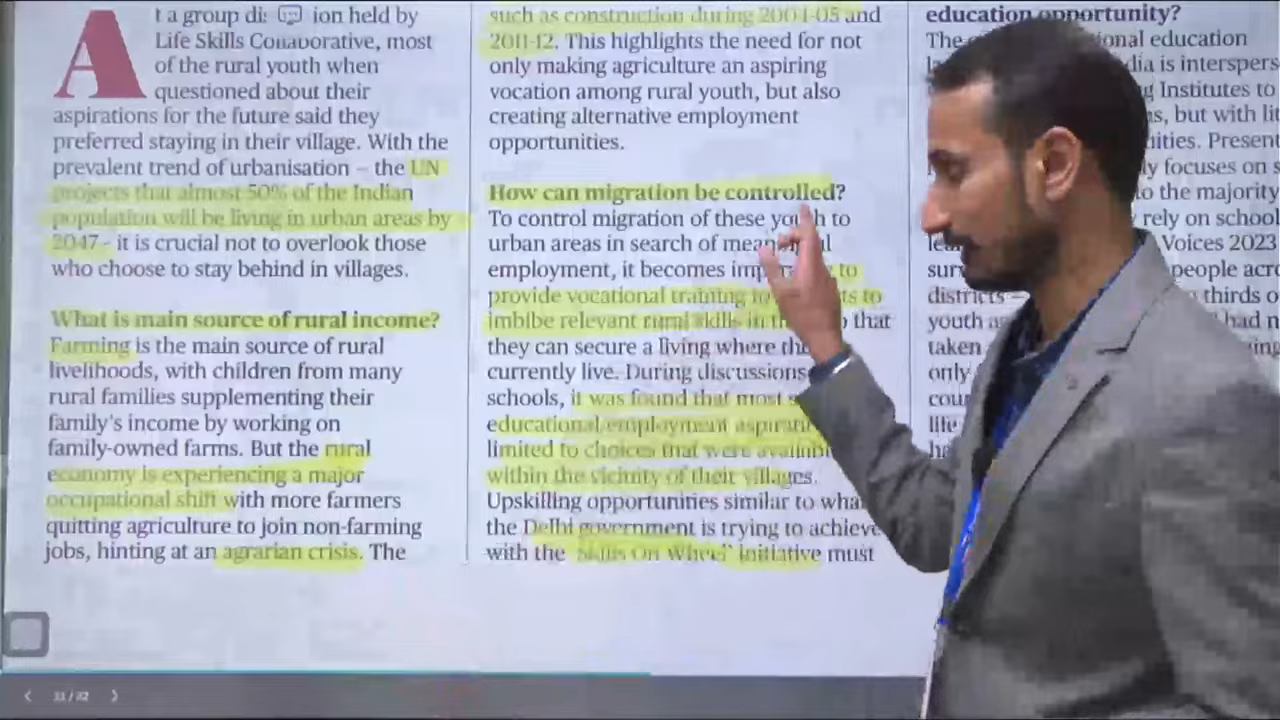 At a group di ion held by
Life Skills Collaborative, most
of the rural youth when
questioned about their
aspirations for the future said they
preferred staying in their village. With the
prevalent trend of urbanisation – the UN
projects that almost 50% of the Indian
population will be living in urban areas by
2047 - it is crucial not to overlook those
who choose to stay behind in villages.
What is main source of rural income?
Farming is the main source of rural
livelihoods, with children from many
rural families supplementing their
family's income by working on
family-owned farms. But the rural
economy is experiencing a major
occupational shift with more farmers
quitting agriculture to join non-farming
jobs, hinting at an agrarian crisis. The
such as construction during 2004-05 and
2011-12. This highlights the need for not
only making agriculture an aspiring
vocation among rural youth, but also
creating alternative employment
opportunities.
How can migration be controlled?
To control migration of these youth to
urban areas in search of meaningful
employment, it becomes to
provide vocational training to
imbibe relevant rural skills in that
they can secure a living where
currently live. During discussions
schools, it was found that most
educational/employment
limited to choices that were
within the vicinity of their villages.
Upskilling opportunities similar to what
the Delhi government is trying to achieve
with the 'Skills On Wheel' initiative must
education opportunity?
The ional education
dia is interspers
g Institutes to
but with lit
Present
focuses on s
to the majority
rely on school
Voices 2023
surv people acr
districts – thirds o
youth had n
taken
only
cour
life
ha
11/12